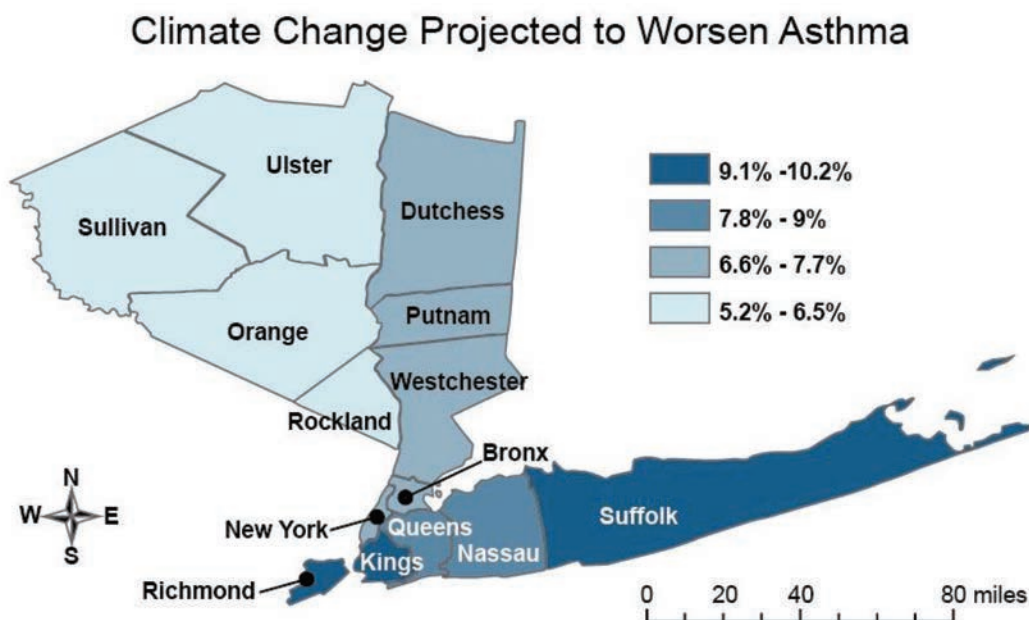 Climate Change Projected to Worsen Asthma
Ulster
Sullivan
Dutchess
Orange
Putnam
Westchester
Rockland
Bronx
New York
Queens
Kings
Nassau
Suffolk
Richmond
9.1% -10.2%
7.8% - 9%
6.6% - 7.7%
5.2% - 6.5%
N
W E
S
0 20 40 80 miles